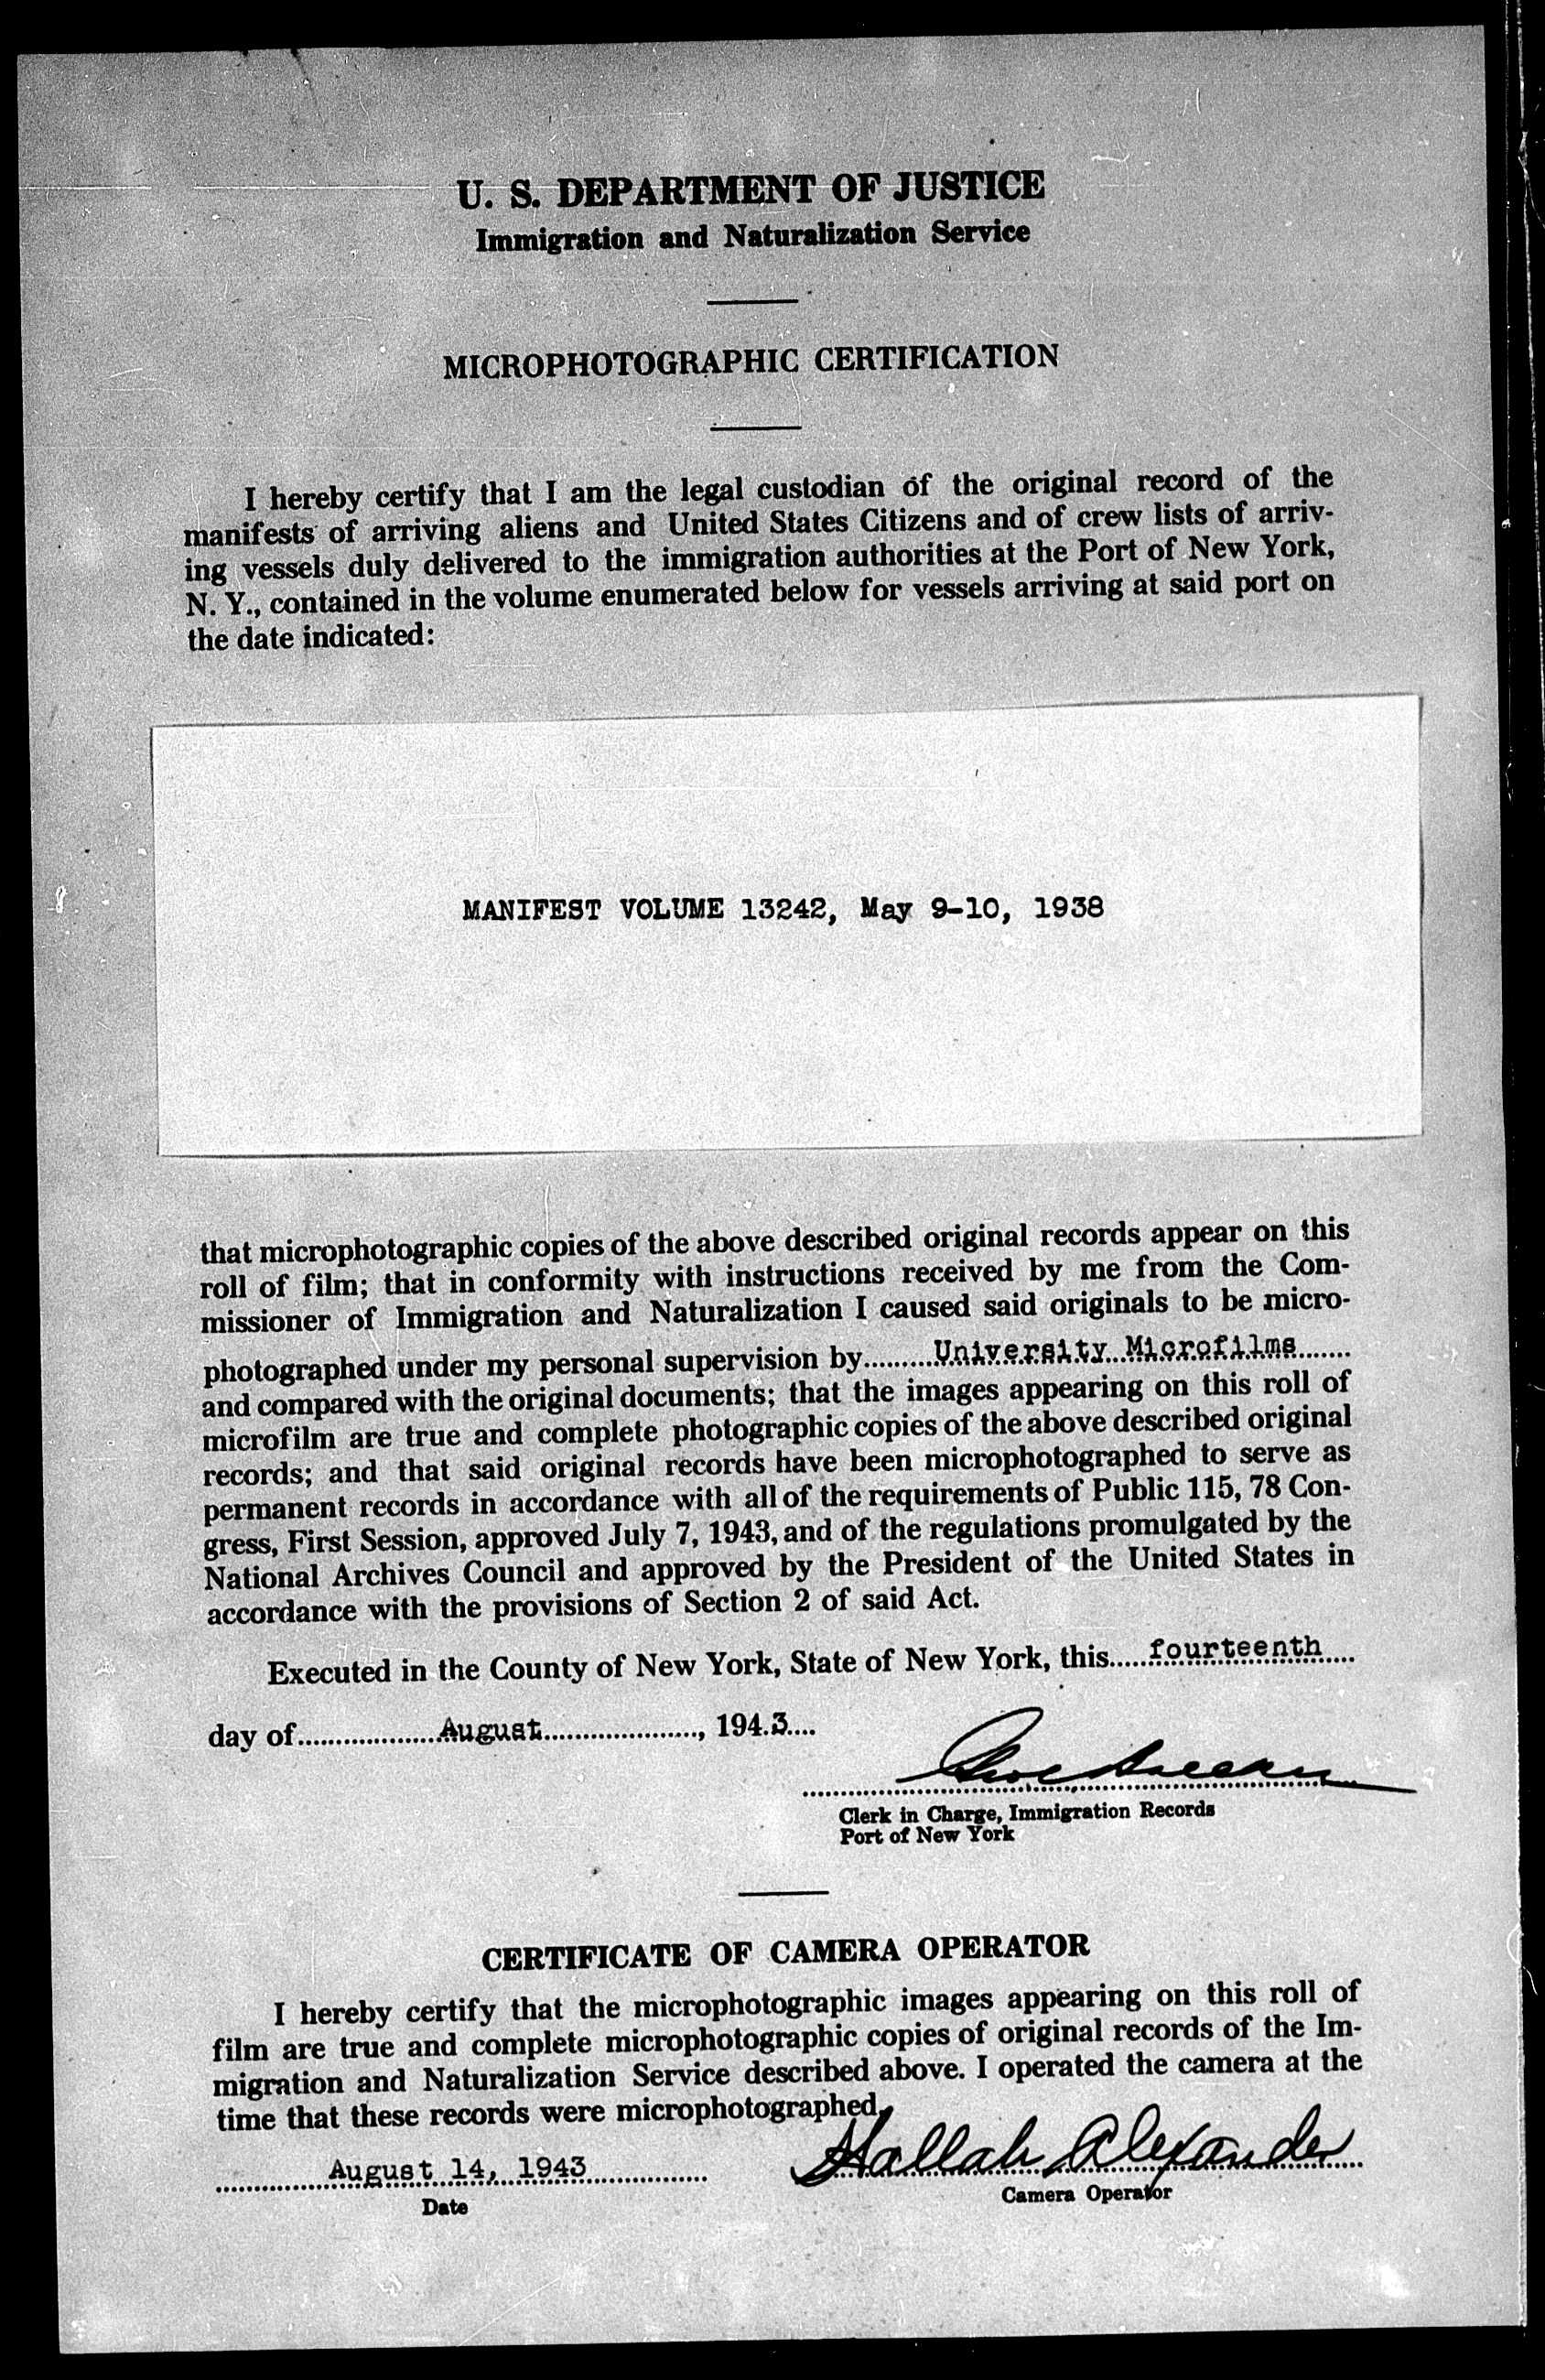 U. S. DEPARTMENT OF JUSTICE
Immigration and Naturalization Service
MICROPHOTOGRAPHIC CERTIFICATION
I hereby certify that I am the legal custodian of the original record of the
manifests of arriving aliens and United States Citizens and of crew lists of arriv-
ing vessels duly delivered to the immigration authorities at the Port of New York,
N. Y., contained in the volume enumerated below for vessels arriving at said port on
the date indicated:
MANIFEST VOLUME 13242, May 9-10, 1938
that microphotographic copies of the above described original records appear on this
roll of film; that in conformity with instructions received by me from the Com-
missioner of Immigration and Naturalization I caused said originals to be micro-
photographed under my personal supervision by.........University Microfilms.......
and compared with the original documents; that the images appearing on this roll of
microfilm are true and complete photographic copies of the above described original
records; and that said original records have been microphotographed to serve as
permanent records in accordance with all of the requirements of Public 115, 78 Con-
gress, First Session, approved July 7, 1943, and of the regulations promulgated by the
National Archives Council and approved by the President of the United States in
accordance with the provisions of Section 2 of said Act.
Executed in the County of New York, State of New York, this.....fourteenth....
day of..................August...................., 194.3....
Clerk in Charge, Immigration Records
Port of New York
CERTIFICATE OF CAMERA OPERATOR
I hereby certify that the microphotographic images appearing on this roll of
film are true and complete microphotographic copies of original records of the Im-
migration and Naturalization Service described above. I operated the camera at the
time that these records were microphotographed.
August 14, 1943 Hallah Alexander
Date Camera Operator